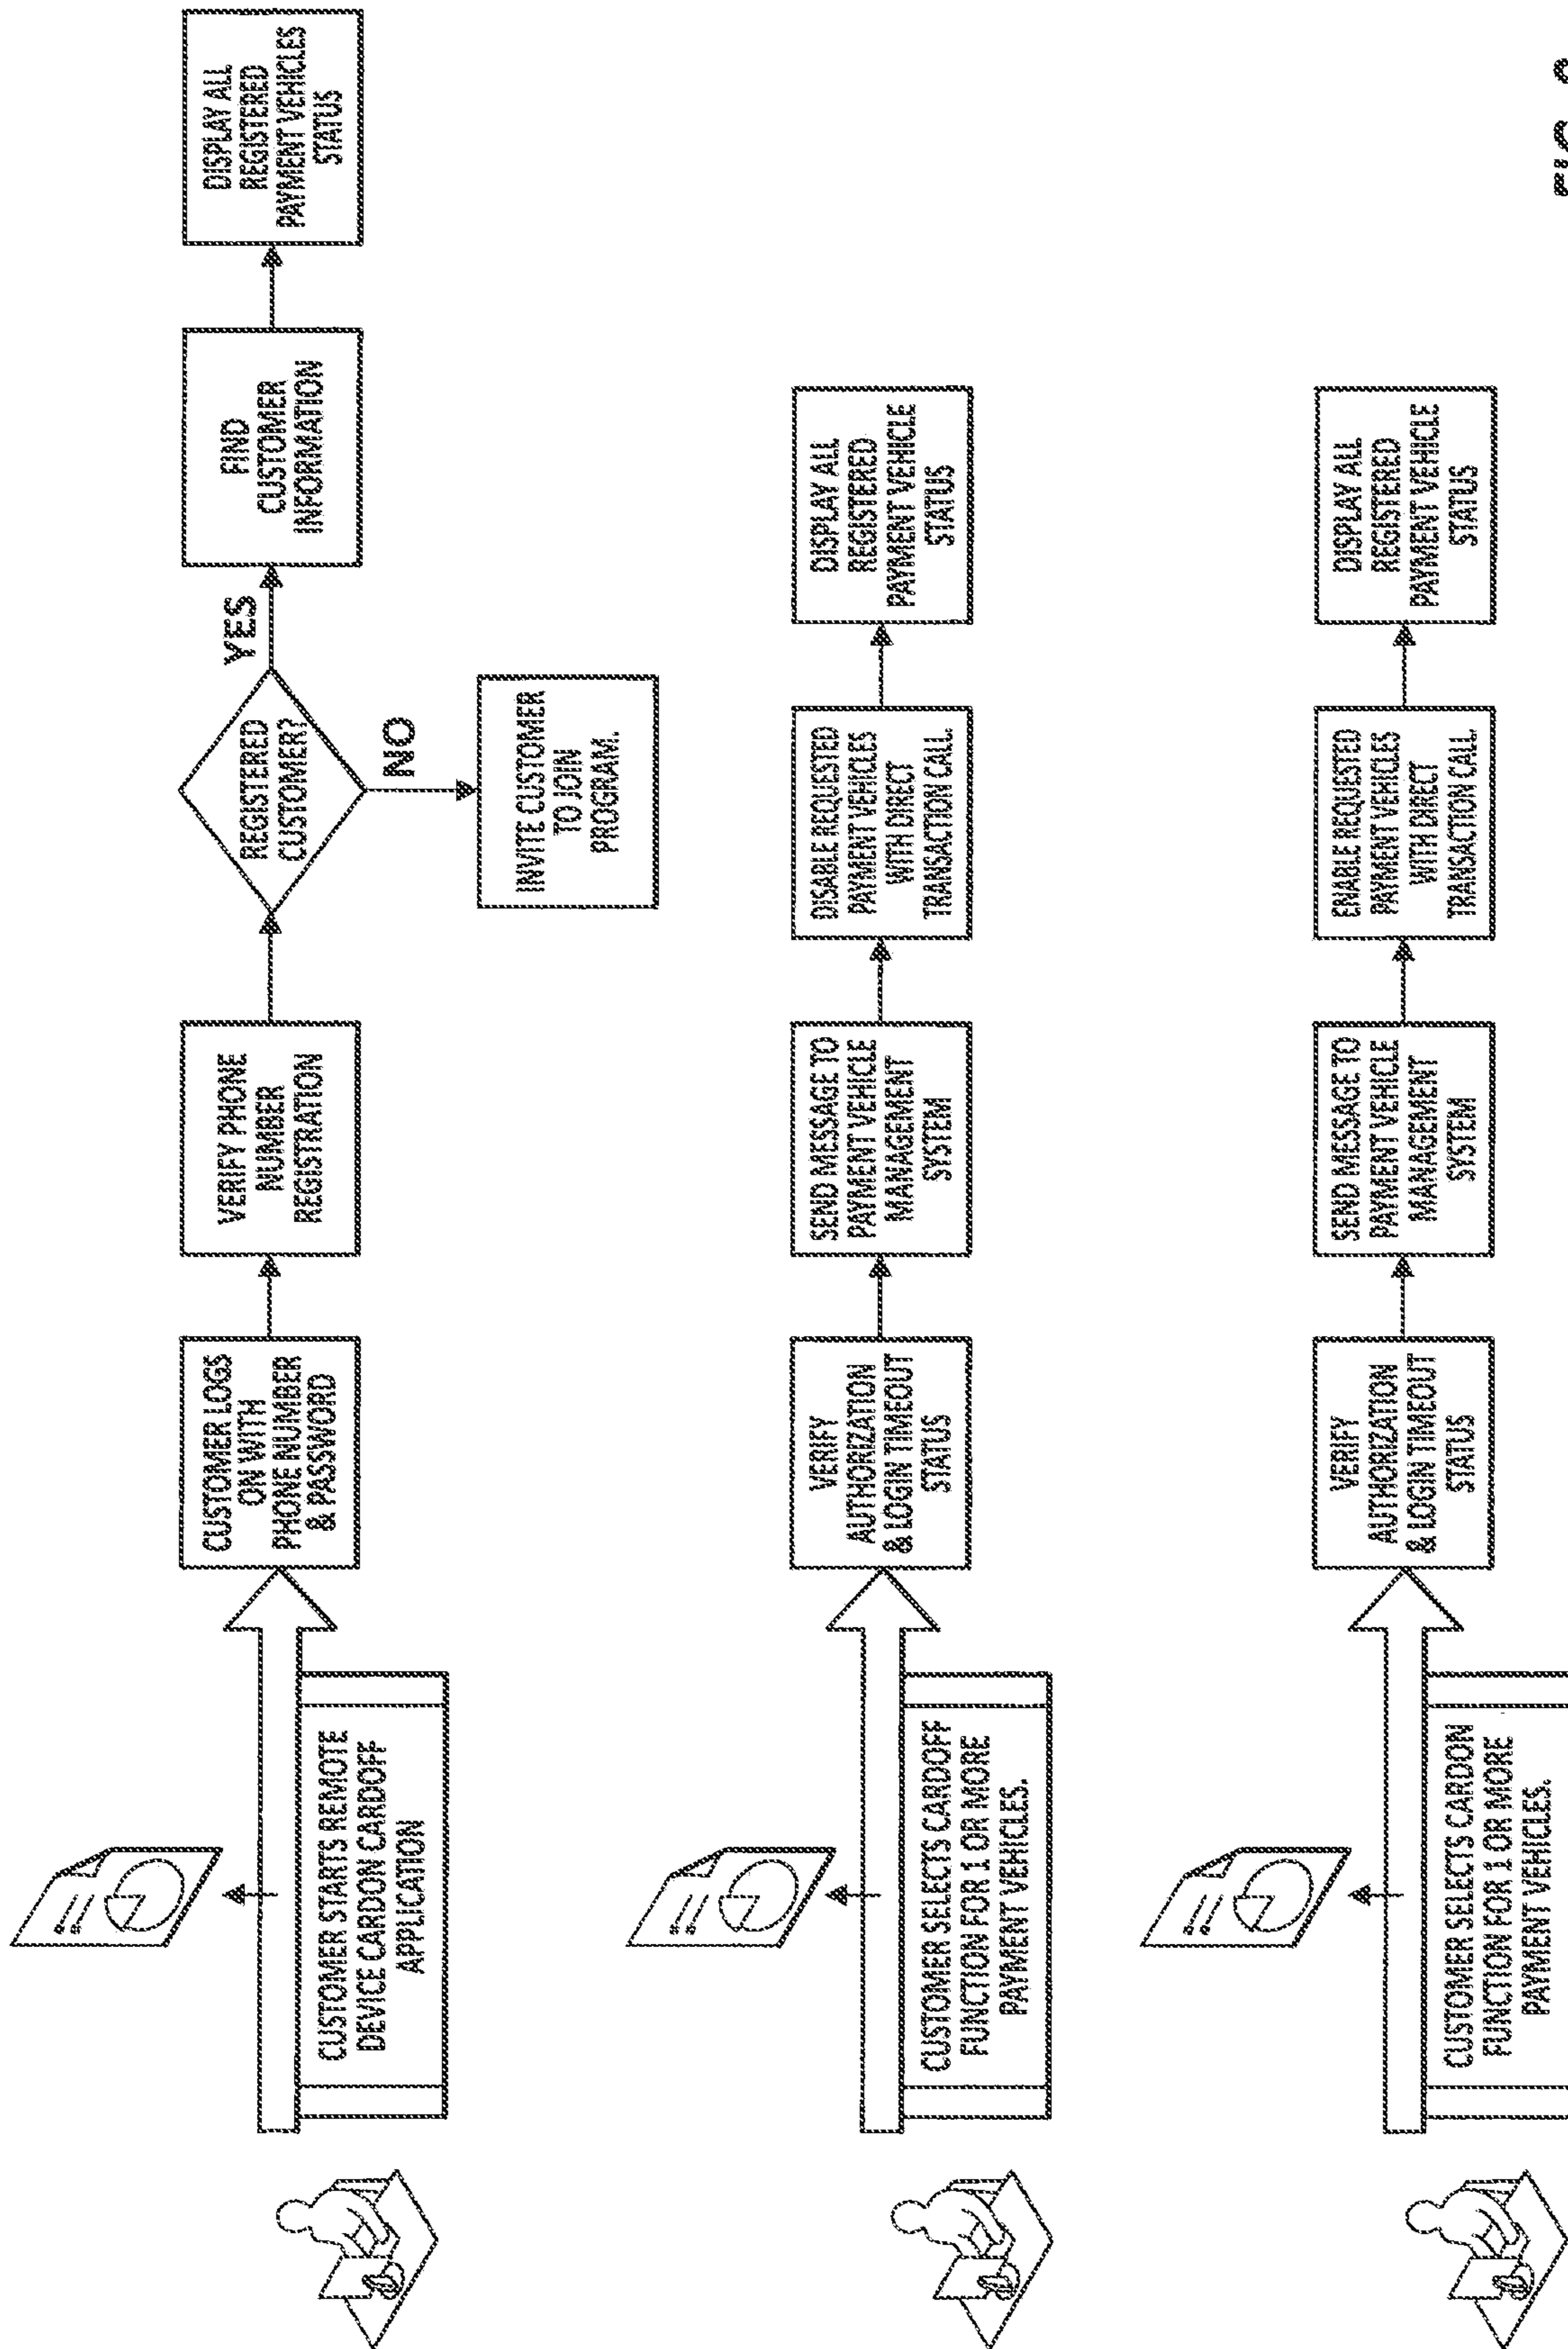 CUSTOMER STARTS REMOTE
DEVICE CARDON CARDOFF
APPLICATION
CUSTOMER LOGS
ON WITH
PHONE NUMBER
& PASSWORD
VERIFY PHONE
NUMBER
REGISTRATION
REGISTERED
CUSTOMER?
YES
NO
FIND
CUSTOMER
INFORMATION
DISPLAY ALL
REGISTERED
PAYMENT VEHICLES
STATUS
INVITE CUSTOMER
TO JOIN
PROGRAM.
CUSTOMER SELECTS CARDOFF
FUNCTION FOR 1 OR MORE
PAYMENT VEHICLES.
VERIFY
AUTHORIZATION
& LOGIN TIMEOUT
STATUS
SEND MESSAGE TO
PAYMENT VEHICLE
MANAGEMENT
SYSTEM
DISABLE REQUESTED
PAYMENT VEHICLES
WITH DIRECT
TRANSACTION CALL.
DISPLAY ALL
REGISTERED
PAYMENT VEHICLE
STATUS
CUSTOMER SELECTS CARDON
FUNCTION FOR 1 OR MORE
PAYMENT VEHICLES.
VERIFY
AUTHORIZATION
& LOGIN TIMEOUT
STATUS
SEND MESSAGE TO
PAYMENT VEHICLE
MANAGEMENT
SYSTEM
ENABLE REQUESTED
PAYMENT VEHICLES
WITH DIRECT
TRANSACTION CALL.
DISPLAY ALL
REGISTERED
PAYMENT VEHICLE
STATUS